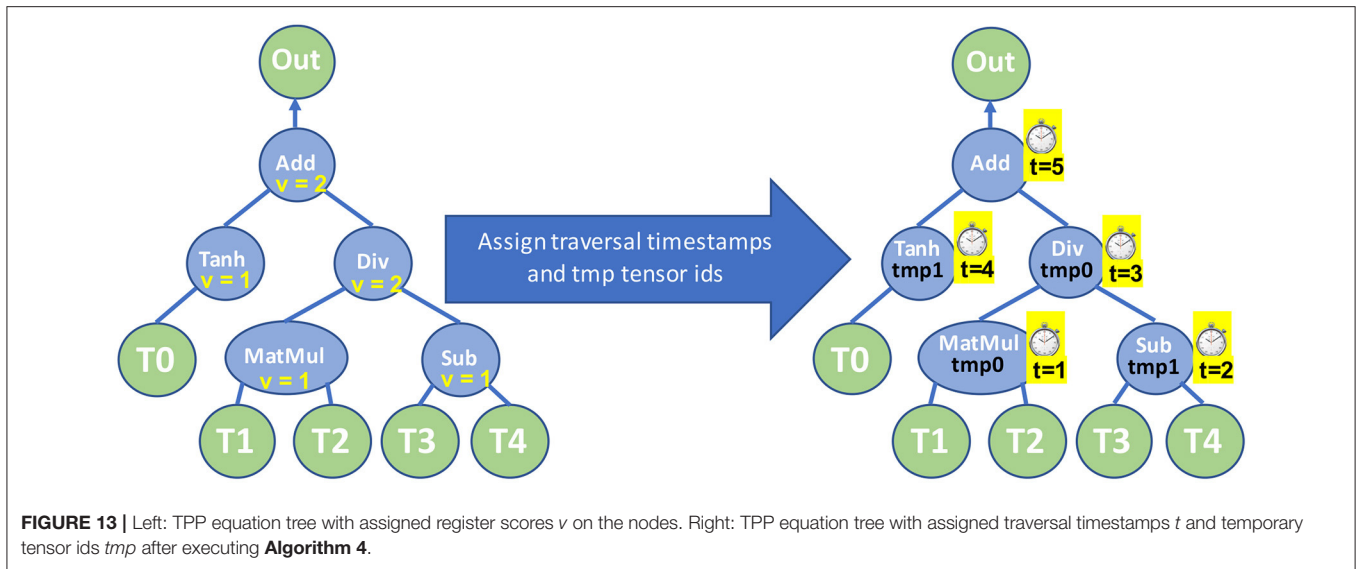 Out
Add
v = 2
Tanh
v = 1
Div
v = 2
T0
MatMul
v = 1
Sub
v = 1
T1
T2
T3
T4
Assign traversal timestamps
and tmp tensor ids
Out
Add
t=5
Tanh
tmp1
t=4
Div
tmp0
t=3
T0
MatMul
tmp0
t=1
Sub
tmp1
t=2
T1
T2
T3
T4
FIGURE 13 | Left: TPP equation tree with assigned register scores v on the nodes. Right: TPP equation tree with assigned traversal timestamps t and temporary
tensor ids tmp after executing Algorithm 4.